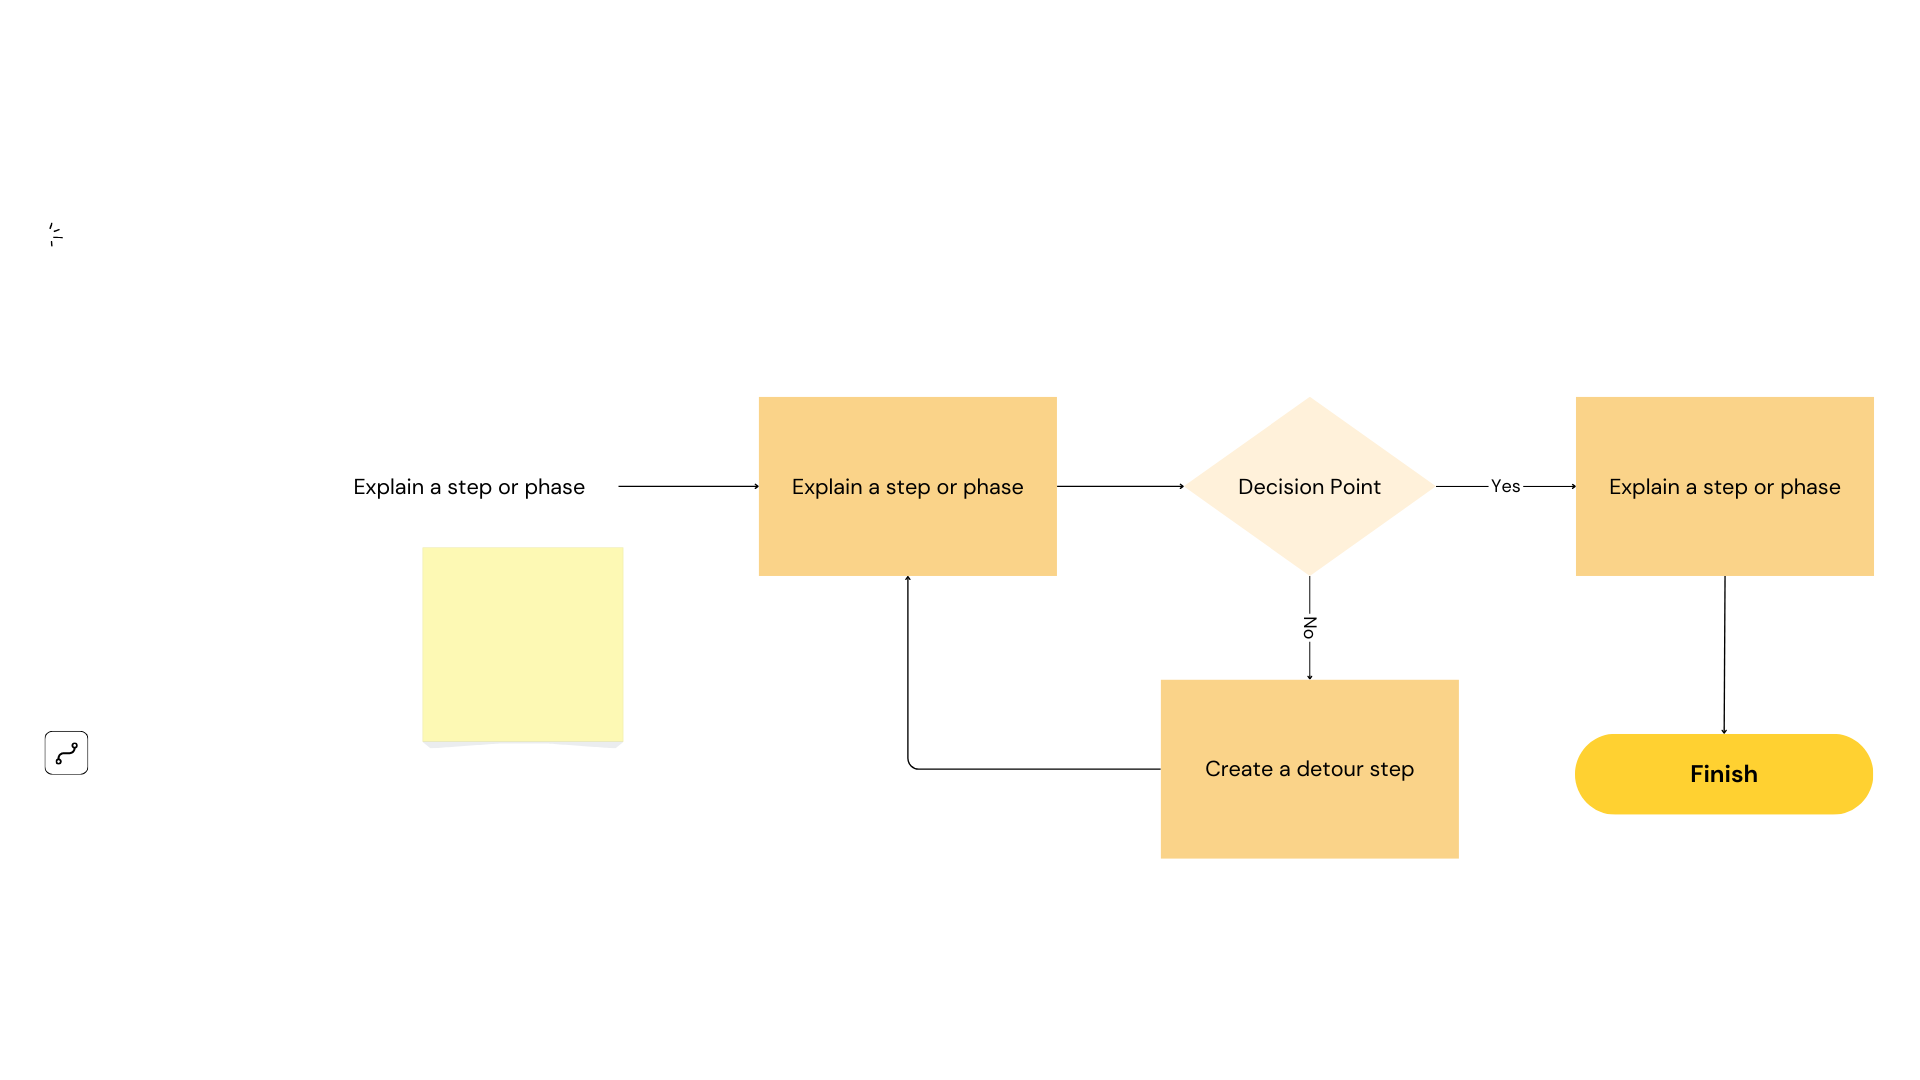 Explain a step or phase
Explain a step or phase
Decision Point
Yes
Explain a step or phase
No
Create a detour step
Finish